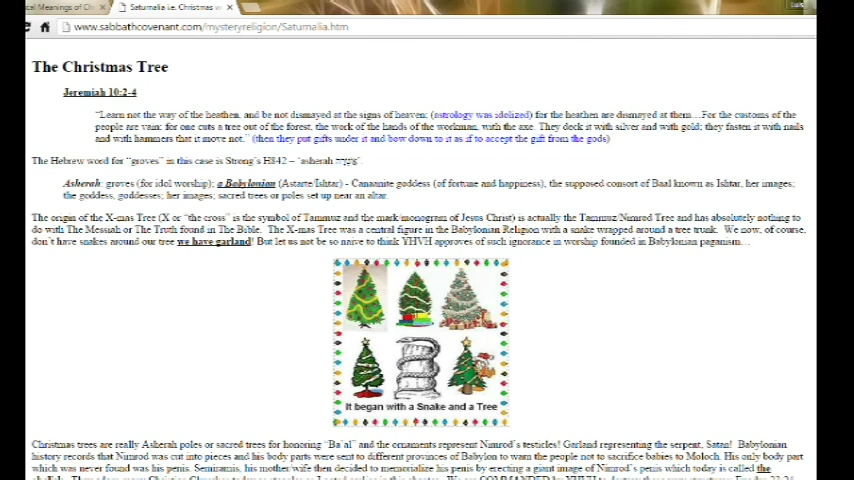 Saturnalia i.e. Christmas w
www.sabbathcovenant.com/mysteryreligion/Saturnalia.htm
The Christmas Tree
Jeremiah 10:2-4
“Learn not the way of the heathen, and be not dismayed at the signs of heaven; (astrology was idolized) for the heathen are dismayed at them…For the customs of the
people are vain: for one cuts a tree out of the forest, the work of the hands of the workman, with the axe. They deck it with silver and with gold; they fasten it with nails
and with hammers that it move not.” (then they put gifts under it and bow down to it as if to accept the gift from the gods)
The Hebrew word for “groves” in this case is Strong’s H842 – ‘asherah אֲשֵׁרָה’.
Asherah: groves (for idol worship); a Babylonian (Astarte/Ishtar) - Canaanite goddess (of fortune and happiness), the supposed consort of Baal known as Ishtar, her images;
the goddess, goddesses; her images; sacred trees or poles set up near an altar.
The origin of the X-mas Tree (X or “the cross” is the symbol of Tammuz and the mark/monogram of Jesus Christ) is actually the Tammuz/Nimrod Tree and has absolutely nothing to
do with The Messiah or The Truth found in The Bible. The X-mas Tree was a central figure in the Babylonian Religion with a snake wrapped around a tree trunk. We now, of course,
don’t have snakes around our tree we have garland! But let us not be so naive to think YHVH approves of such ignorance in worship founded in Babylonian paganism…
It began with a Snake and a Tree
Christmas trees are really Asherah poles or sacred trees for honoring “Ba’al” and the ornaments represent Nimrod’s testicles! Garland representing the serpent, Satan! Babylonian
history records that Nimrod was cut into pieces and his body parts were sent to different provinces of Babylon to warn the people not to sacrifice babies to Moloch. His only body part
which was never found was his penis. Semiramis, his mother/wife then decided to memorialize his penis by erecting a giant image of Nimrod’s penis which today is called the